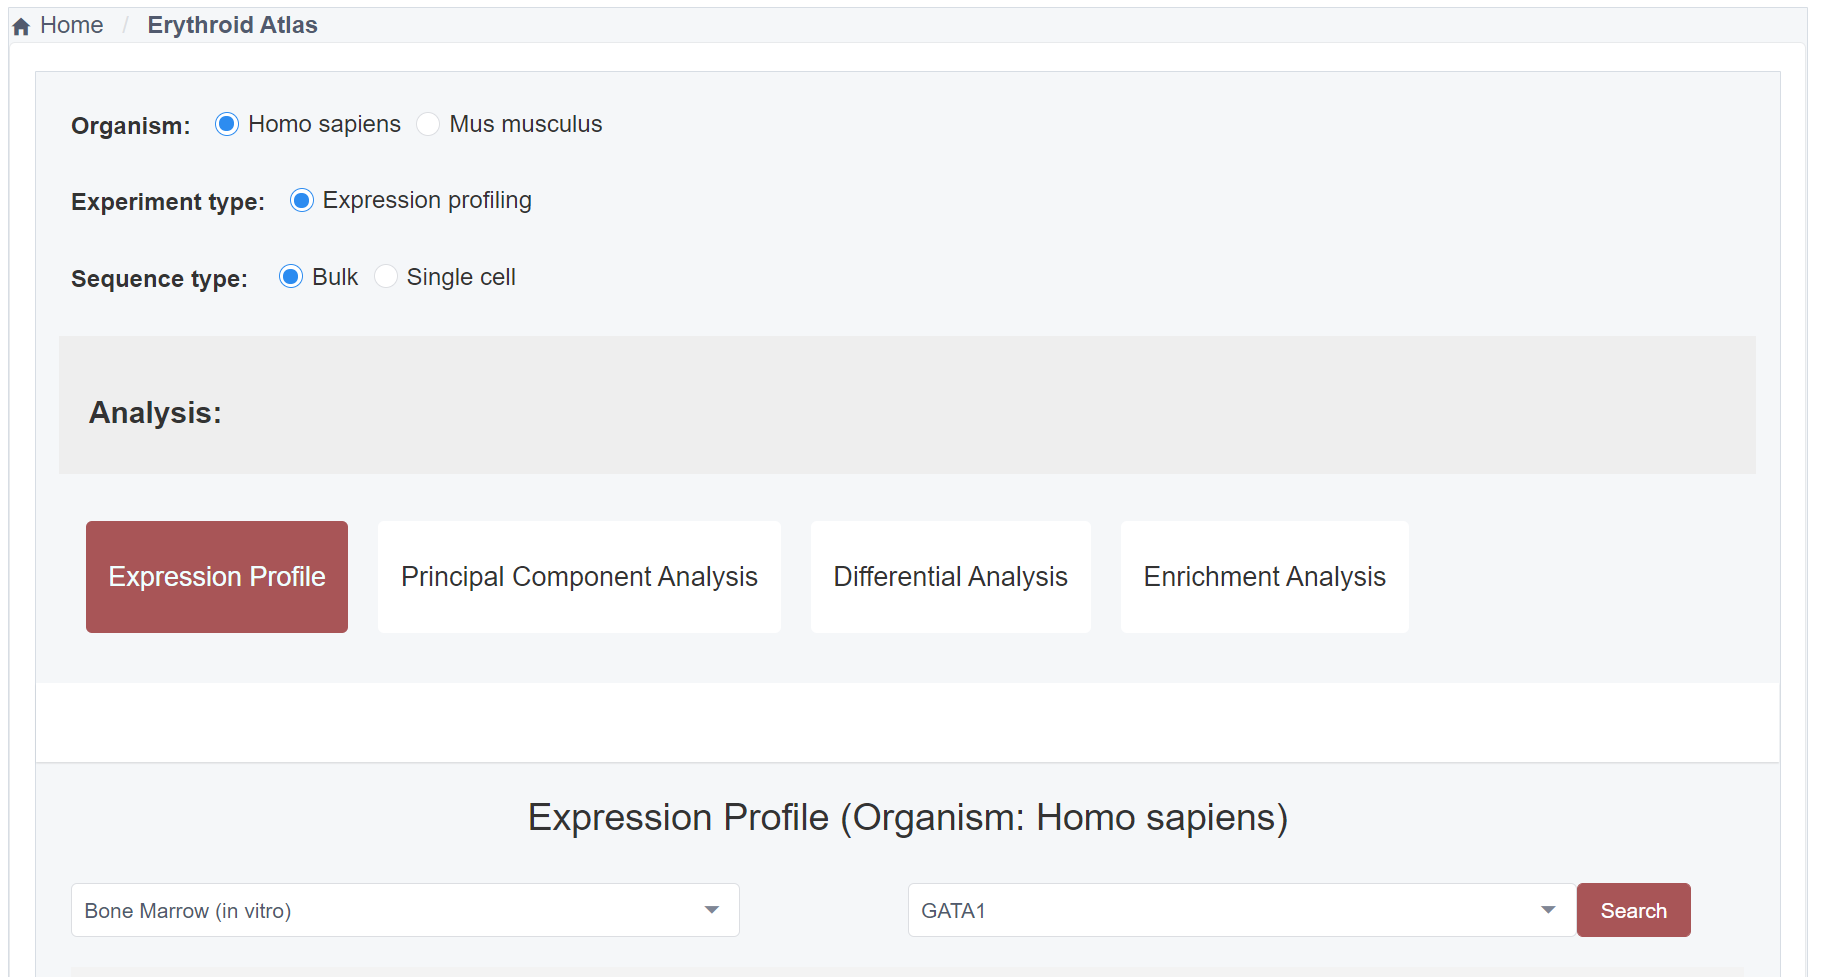 Home / Erythroid Atlas
Organism: Homo sapiens Mus musculus
Experiment type: Expression profiling
Sequence type: Bulk Single cell
Analysis:
Expression Profile Principal Component Analysis Differential Analysis Enrichment Analysis
Expression Profile (Organism: Homo sapiens)
Bone Marrow (in vitro) GATA1 Search